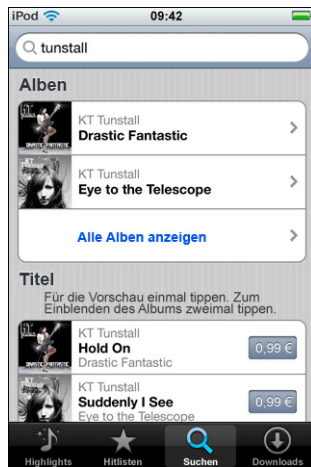 iPod 09:42
tunstall
Alben
KT Tunstall
Drastic Fantastic
KT Tunstall
Eye to the Telescope
Alle Alben anzeigen
Titel
Für die Vorschau einmal tippen. Zum
Einblenden des Albums zweimal tippen.
KT Tunstall
Hold On
Drastic Fantastic
0,99 €
KT Tunstall
Suddenly I See
Eye to the Telescope
0,99 €
Highlights Hitlisten Suchen Downloads